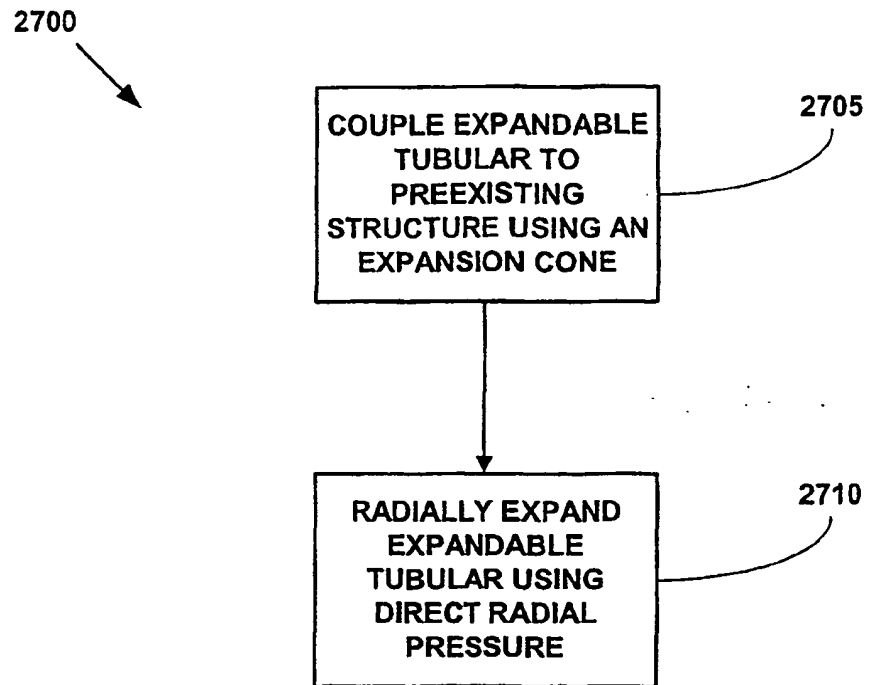 2700
COUPLE EXPANDABLE
TUBULAR TO
PREEXISTING
STRUCTURE USING AN
EXPANSION CONE
2705
RADIALLY EXPAND
EXPANDABLE
TUBULAR USING
DIRECT RADIAL
PRESSURE
2710